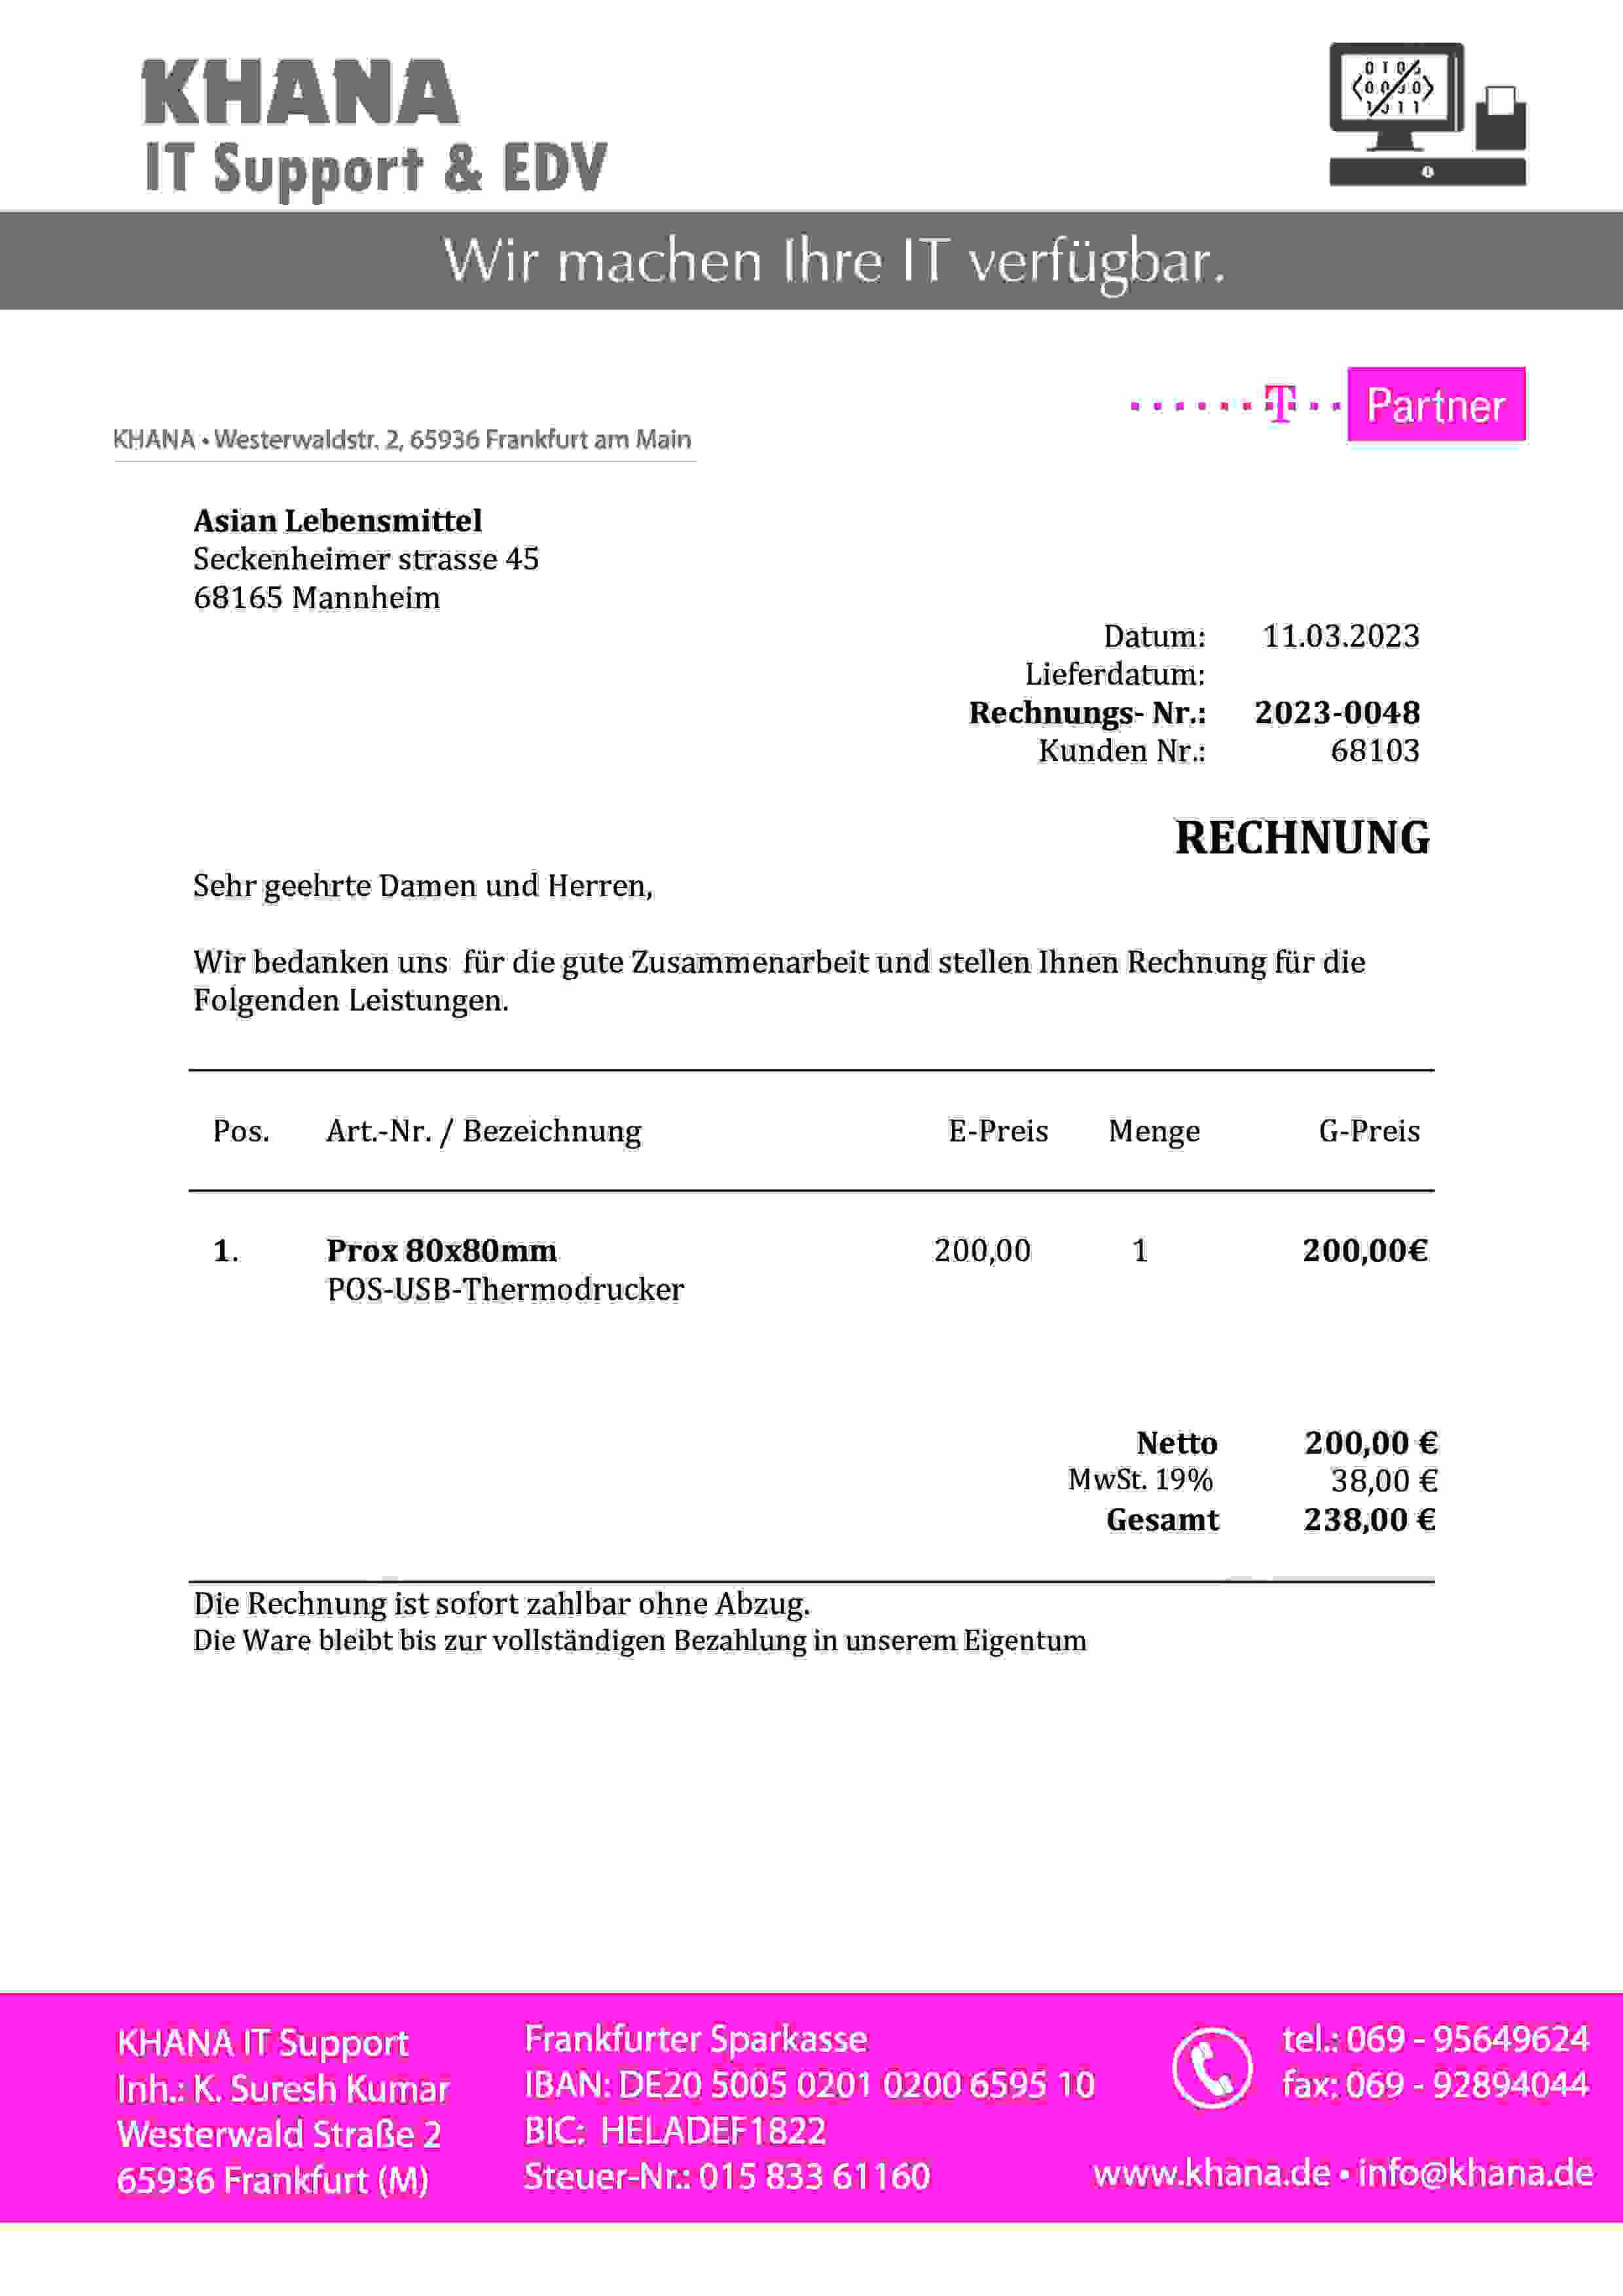 KHANA
IT Support & EDV
Wir machen Ihre IT verfügbar.
T Partner
KHANA • Westerwaldstr. 2, 65936 Frankfurt am Main
Asian Lebensmittel
Seckenheimer strasse 45
68165 Mannheim
Datum: 11.03.2023
Lieferdatum:
Rechnungs- Nr.: 2023-0048
Kunden Nr.: 68103
RECHNUNG
Sehr geehrte Damen und Herren,
Wir bedanken uns für die gute Zusammenarbeit und stellen Ihnen Rechnung für die
Folgenden Leistungen.
Pos. Art.-Nr. / Bezeichnung E-Preis Menge G-Preis
1. Prox 80x80mm 200,00 1 200,00€
POS-USB-Thermodrucker
Netto 200,00 €
MwSt. 19% 38,00 €
Gesamt 238,00 €
Die Rechnung ist sofort zahlbar ohne Abzug.
Die Ware bleibt bis zur vollständigen Bezahlung in unserem Eigentum
KHANA IT Support
Inh.: K. Suresh Kumar
Westerwald Straße 2
65936 Frankfurt (M)
Frankfurter Sparkasse
IBAN: DE20 5005 0201 0200 6595 10
BIC: HELADEF1822
Steuer-Nr.: 015 833 61160
tel.: 069 - 95649624
fax: 069 - 92894044
www.khana.de • info@khana.de